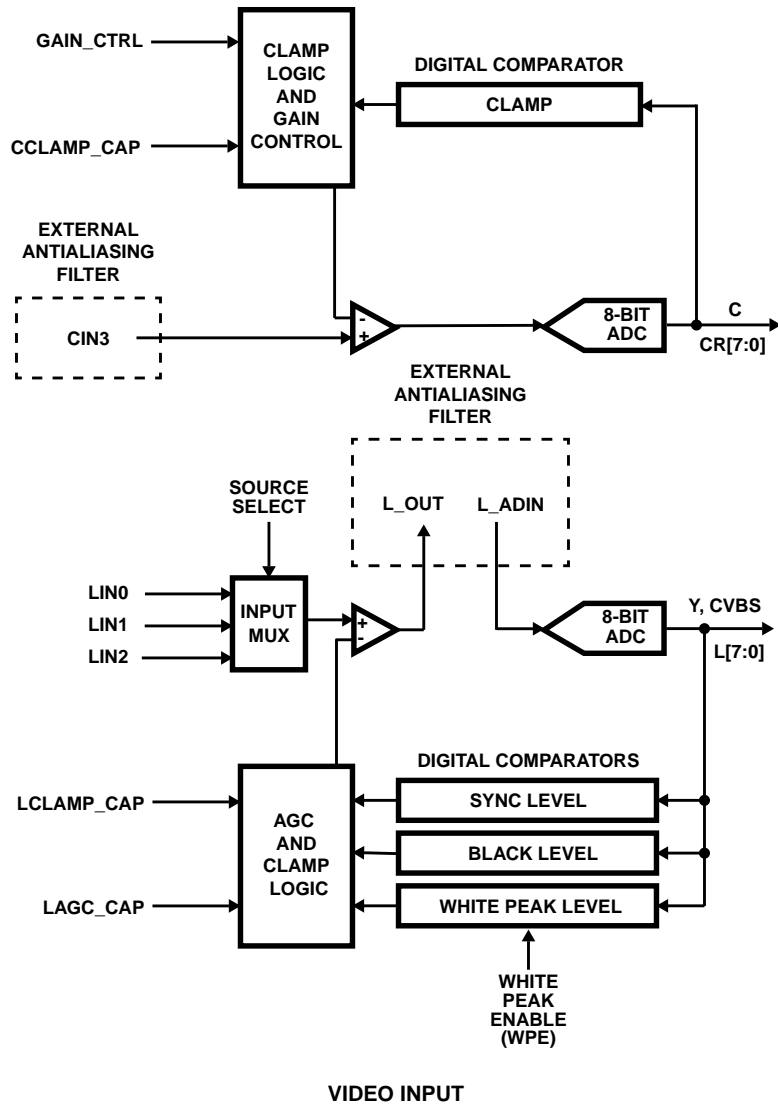 GAIN_CTRL
CCLAMP_CAP
CLAMP
LOGIC
AND
GAIN
CONTROL
DIGITAL COMPARATOR
CLAMP
EXTERNAL
ANTIALIASING
FILTER
CIN3
-
+
8-BIT
ADC
C
CR[7:0]
EXTERNAL
ANTIALIASING
FILTER
L_OUT
L_ADIN
SOURCE
SELECT
LIN0
LIN1
LIN2
INPUT
MUX
+
-
8-BIT
ADC
Y, CVBS
L[7:0]
LCLAMP_CAP
LAGC_CAP
AGC
AND
CLAMP
LOGIC
DIGITAL COMPARATORS
SYNC LEVEL
BLACK LEVEL
WHITE PEAK LEVEL
WHITE
PEAK
ENABLE
(WPE)
VIDEO INPUT